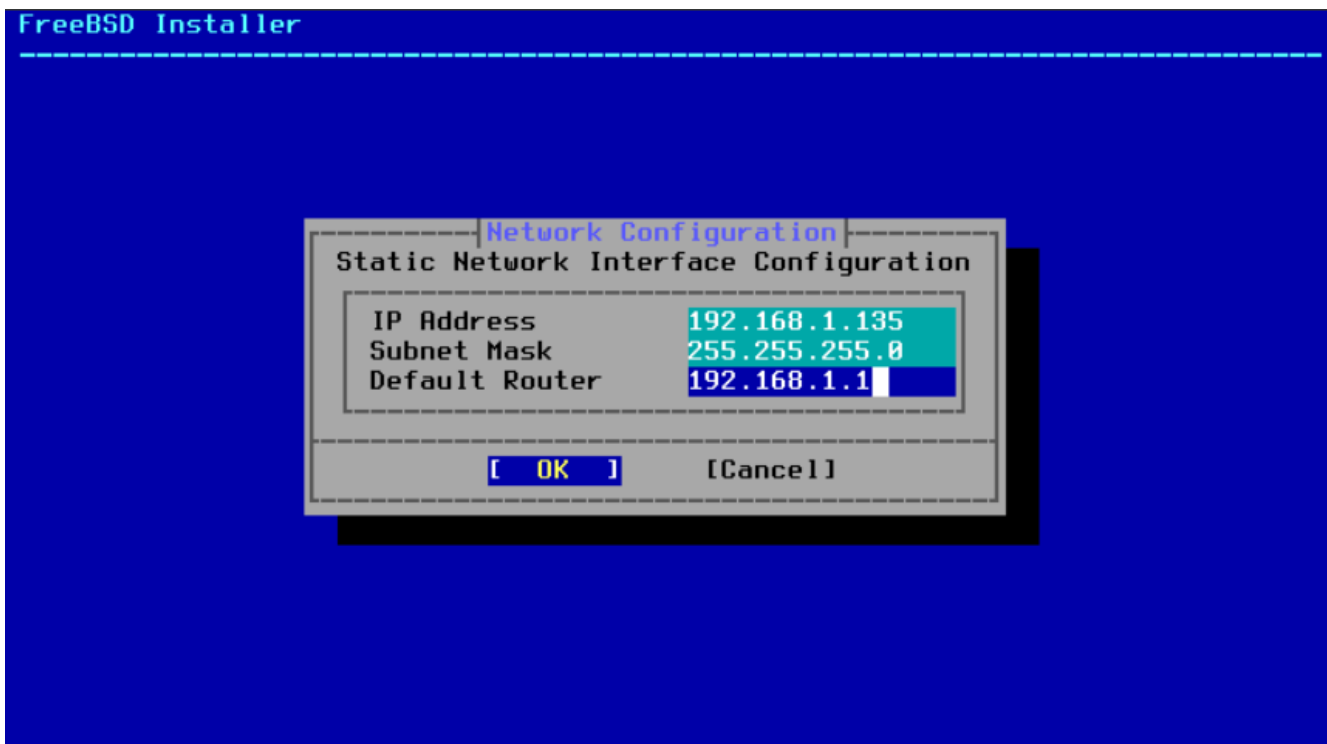 FreeBSD Installer
Network Configuration
Static Network Interface Configuration
IP Address 192.168.1.135
Subnet Mask 255.255.255.0
Default Router 192.168.1.1
[ OK ] [Cancel]